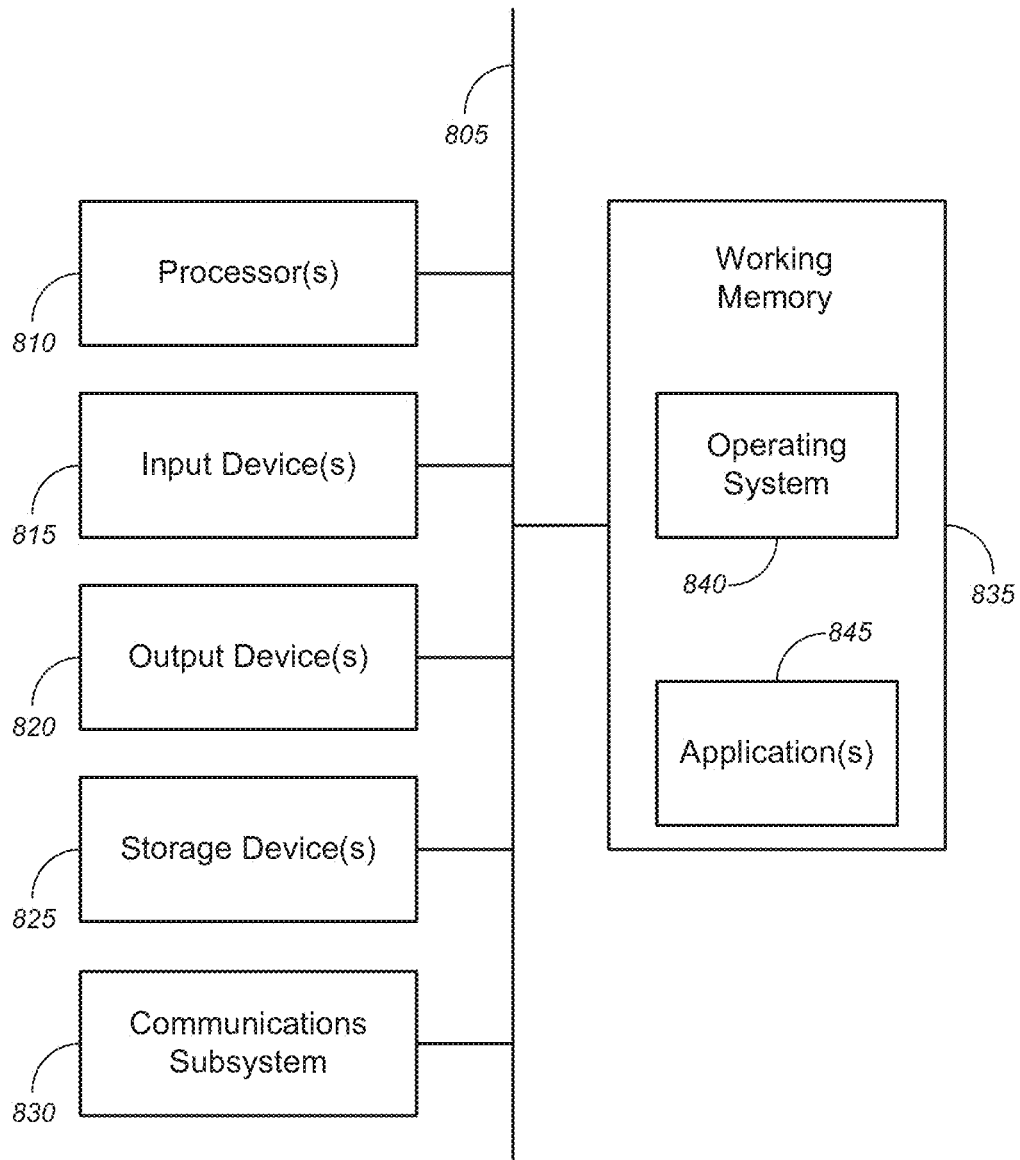 805
Processor(s)
810
Input Device(s)
815
Output Device(s)
820
Storage Device(s)
825
Communications
Subsystem
830
Working
Memory
Operating
System
840
835
845
Application(s)